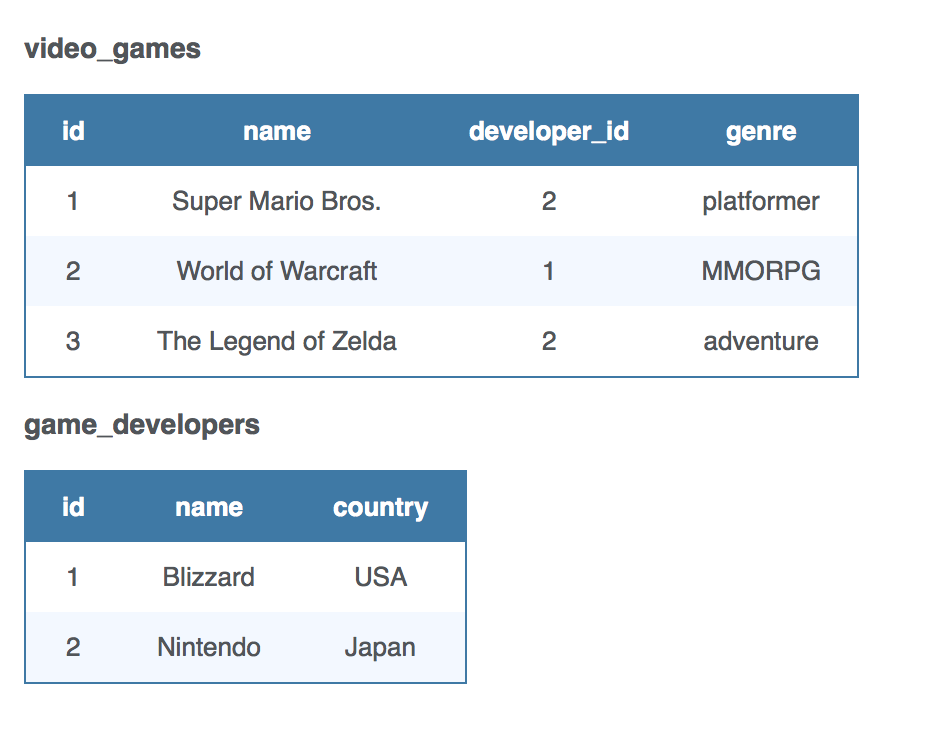 video_games
id name developer_id genre
1 Super Mario Bros. 2 platformer
2 World of Warcraft 1 MMORPG
3 The Legend of Zelda 2 adventure
game_developers
id name country
1 Blizzard USA
2 Nintendo Japan